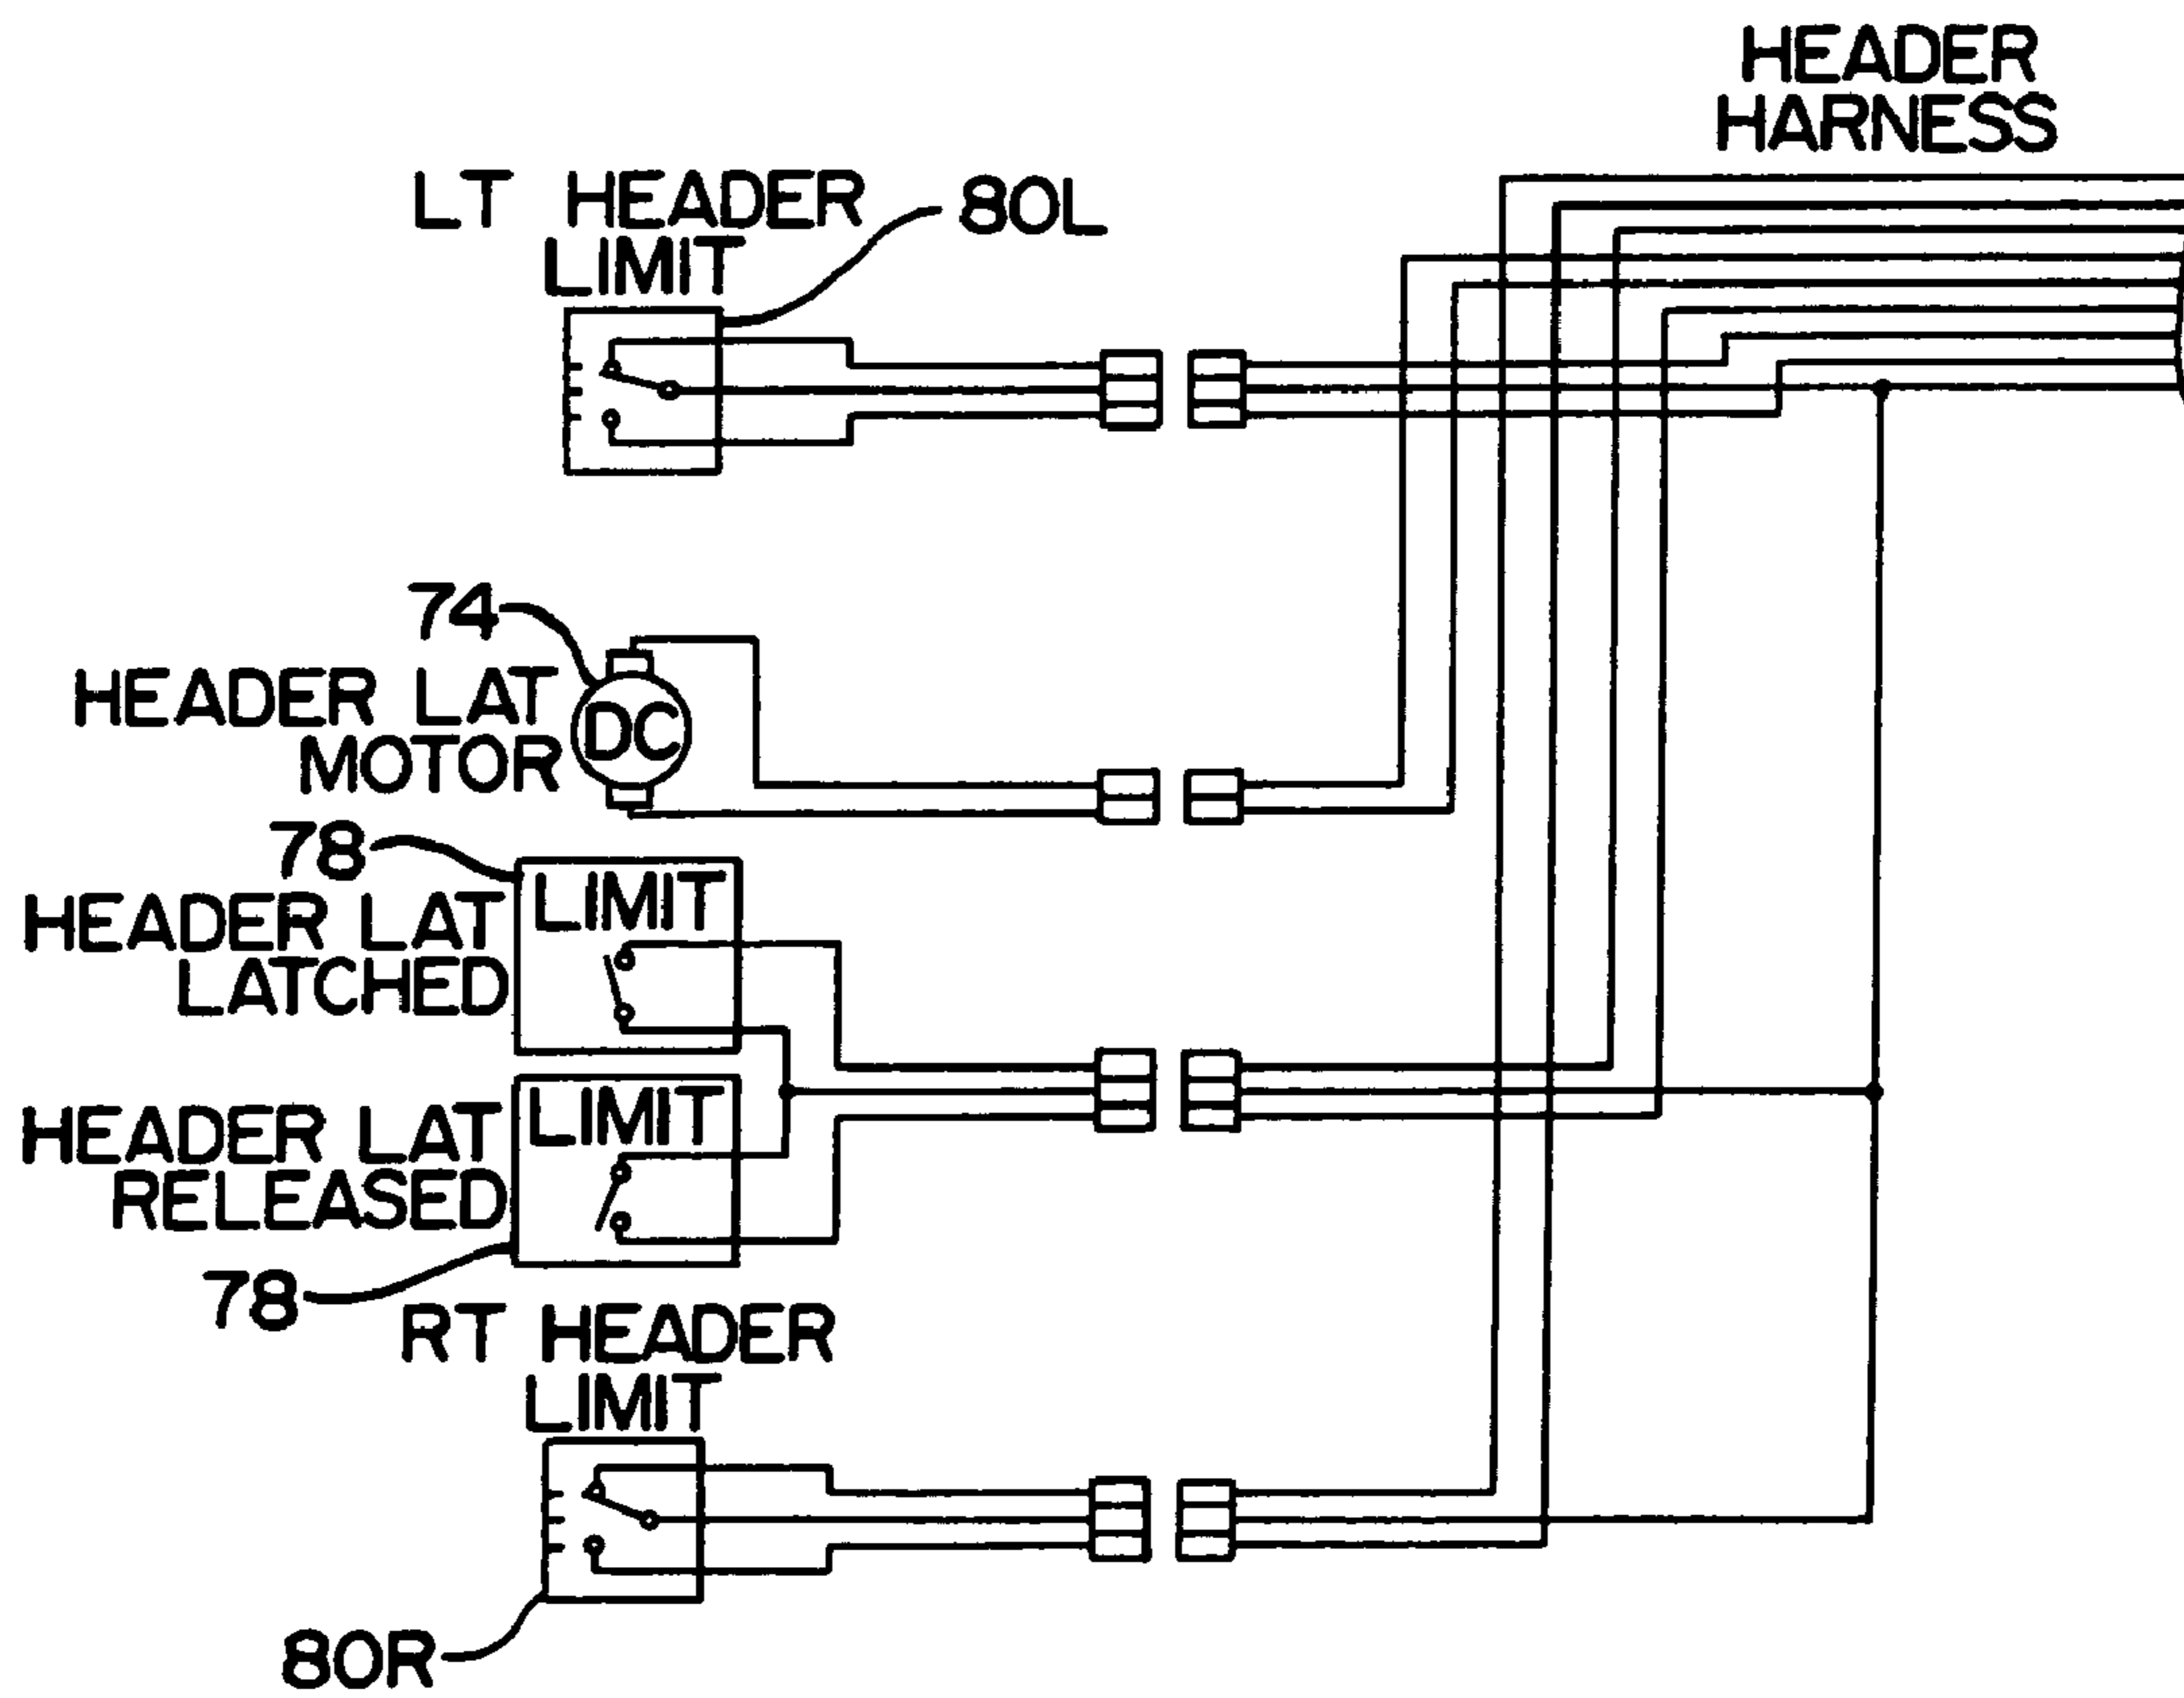 HEADER
HARNESS
LT HEADER
LIMIT
80L
74
HEADER LAT
MOTOR
DC
78
HEADER LAT
LATCHED
LIMIT
HEADER LAT
RELEASED
LIMIT
78
RT HEADER
LIMIT
80R